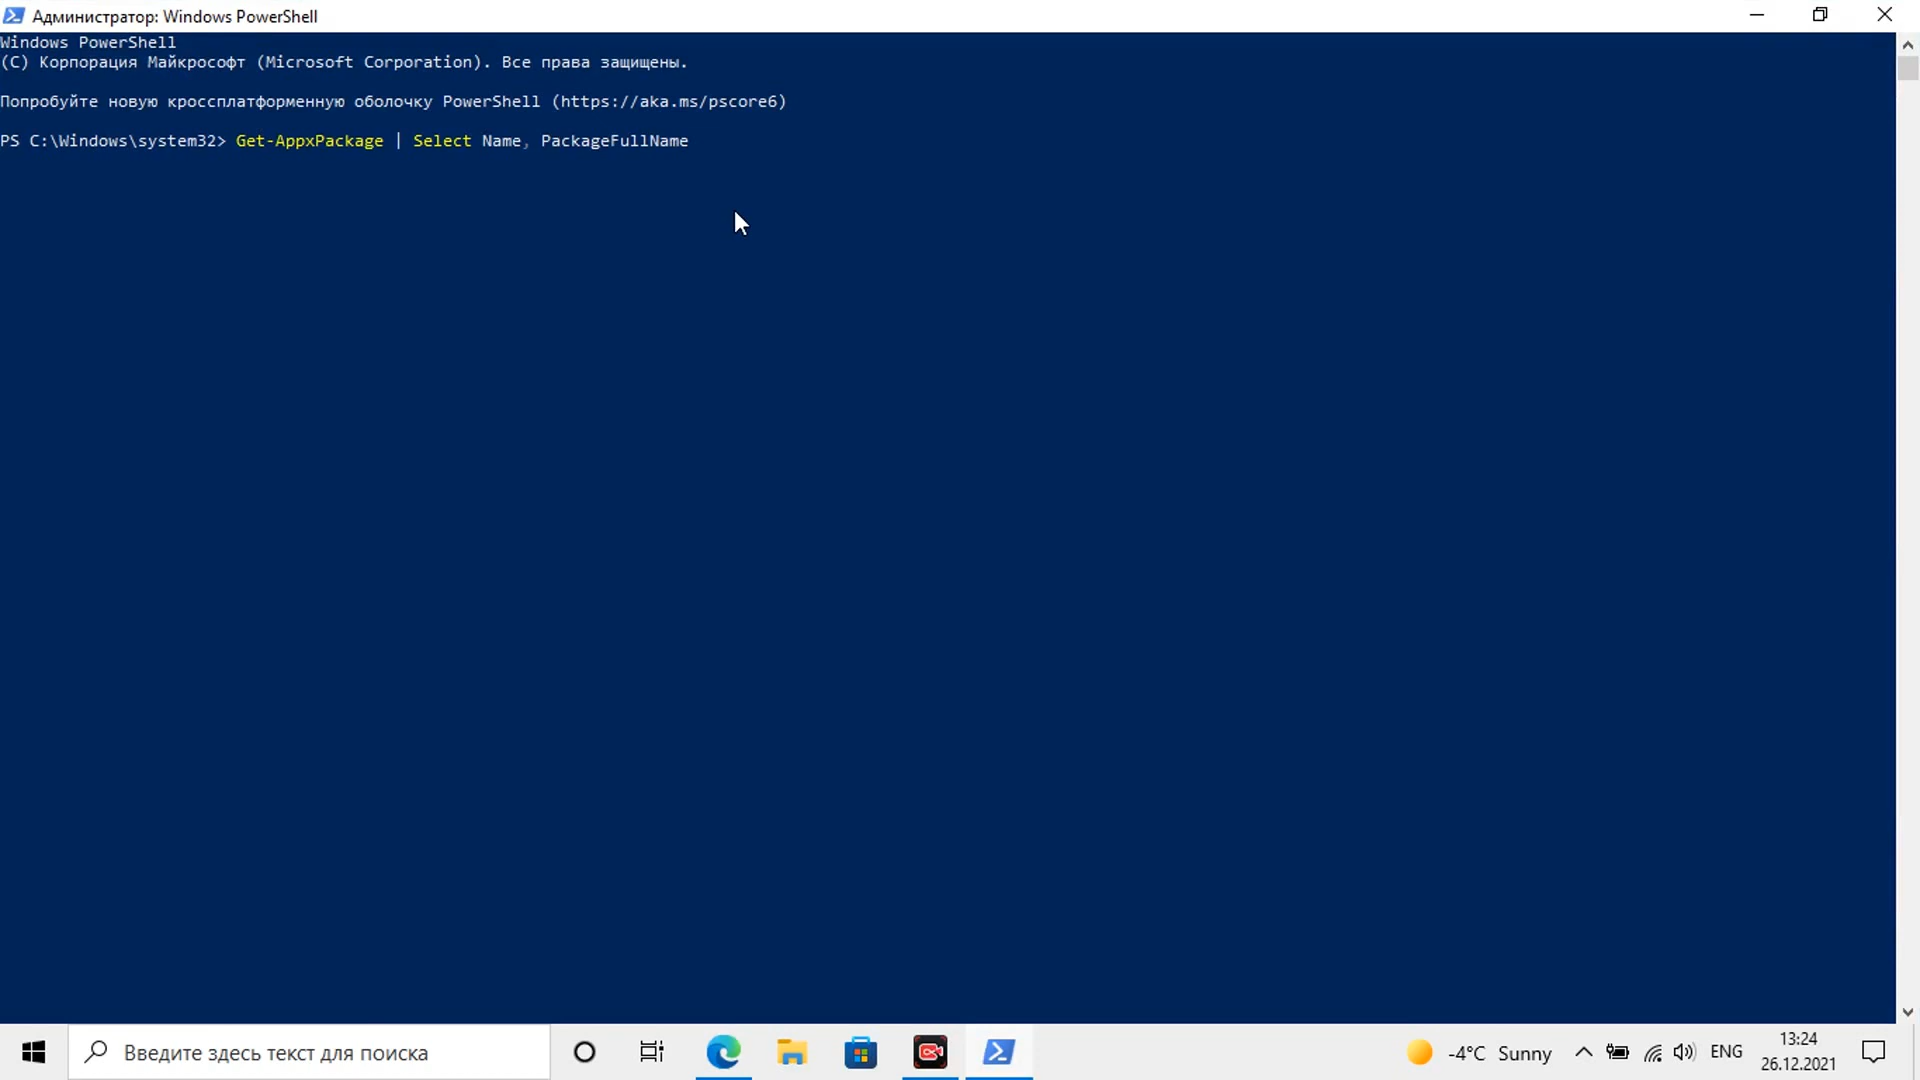 Администратор: Windows PowerShell
Windows PowerShell
(C) Корпорация Майкрософт (Microsoft Corporation). Все права защищены.
Попробуйте новую кроссплатформенную оболочку PowerShell (https://aka.ms/pscore6)
PS C:\Windows\system32> Get-AppxPackage | Select Name, PackageFullName
Введите здесь текст для поиска
-4°C Sunny
ENG
13:24
26.12.2021